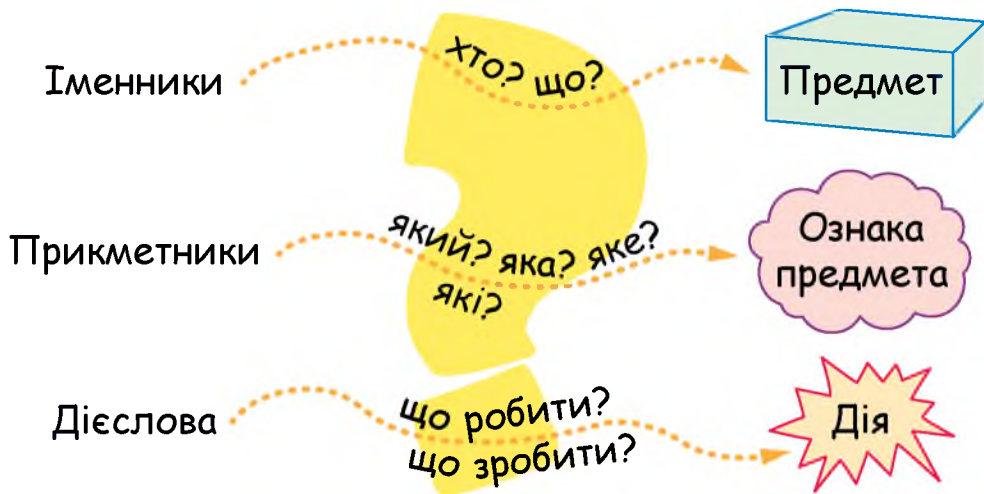 Іменники
хто? що?
Предмет
Прикметники
який? яка? яке?
які?
Ознака
предмета
Дієслова
що робити?
що зробити?
Дія